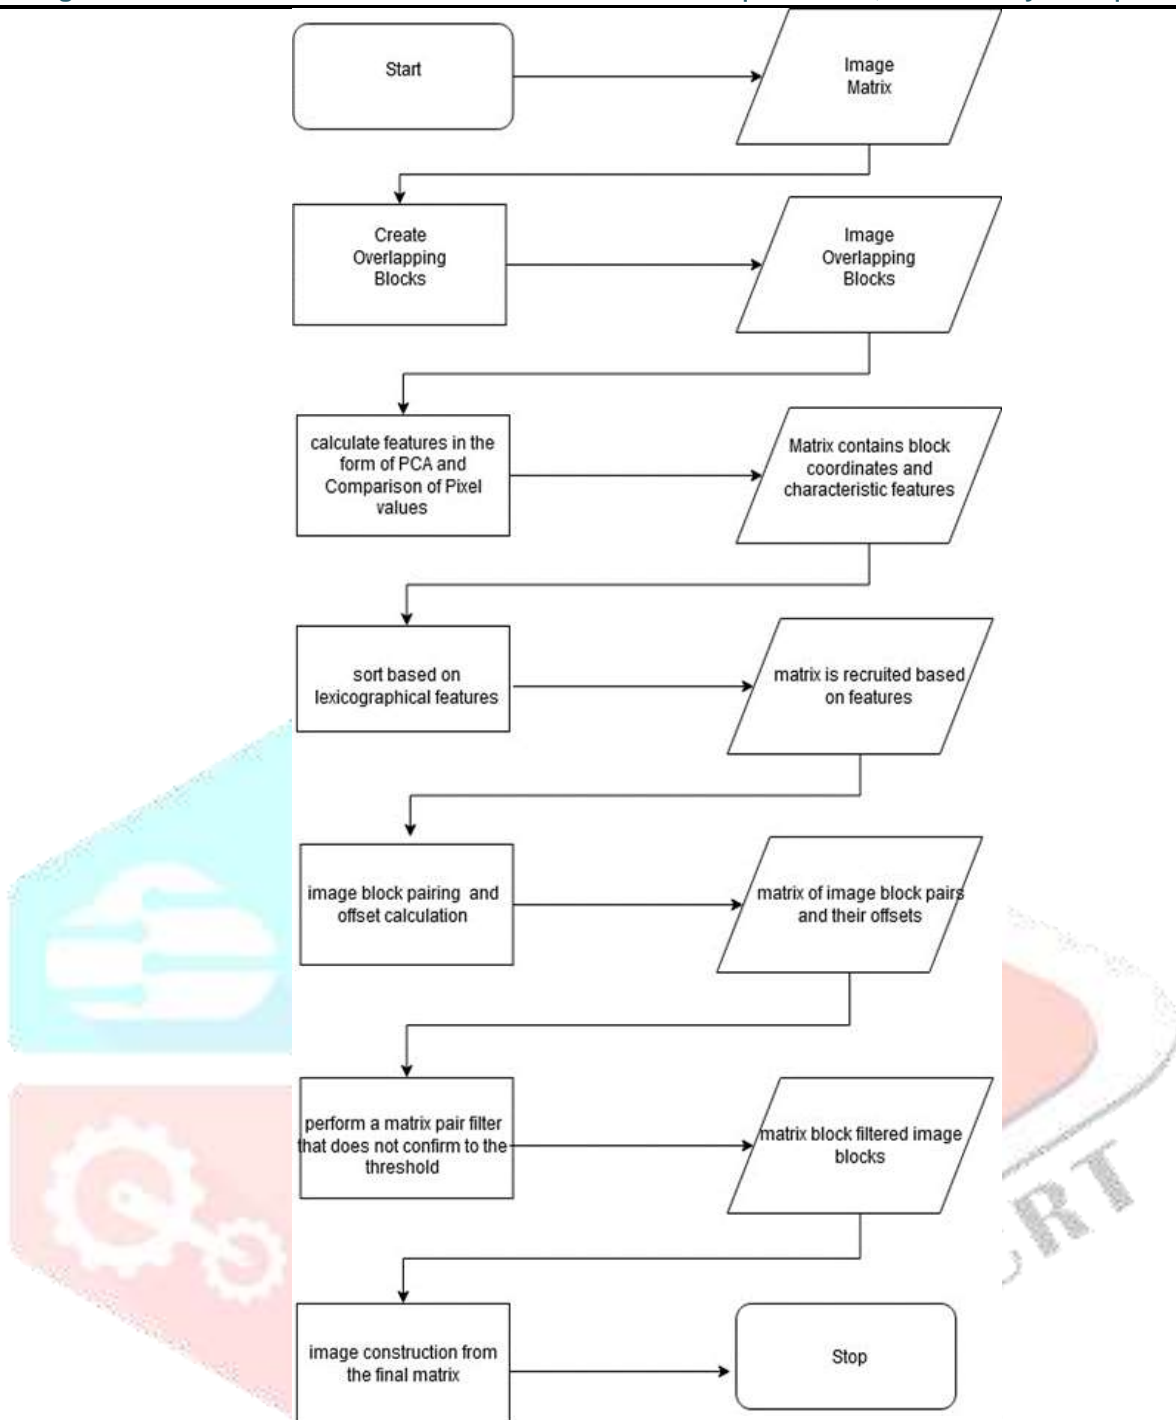 Start
Image
Matrix
Create
Overlapping
Blocks
Image
Overlapping
Blocks
calculate features in the
form of PCA and
Comparison of Pixel
values
Matrix contains block
coordinates and
characteristic features
sort based on
lexicographical features
matrix is recruited based
on features
image block pairing and
offset calculation
matrix of image block pairs
and their offsets
perform a matrix pair filter
that does not confirm to the
threshold
matrix block filtered image
blocks
image construction from
the final matrix
Stop